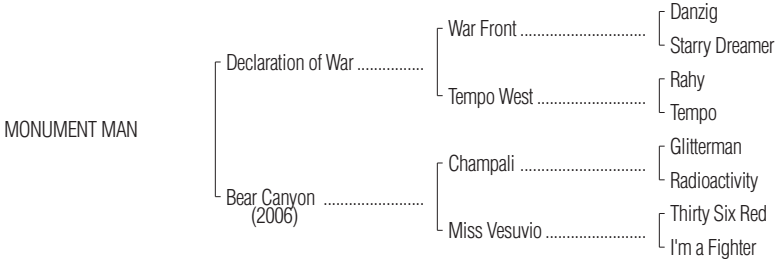 Danzig
War Front ................................
Starry Dreamer
Declaration of War ................
Rahy
Tempo West ...........................
Tempo
MONUMENT MAN
Glitterman
Champali ................................
Radioactivity
Bear Canyon .........................
(2006)
Thirty Six Red
Miss Vesuvio .........................
I'm a Fighter